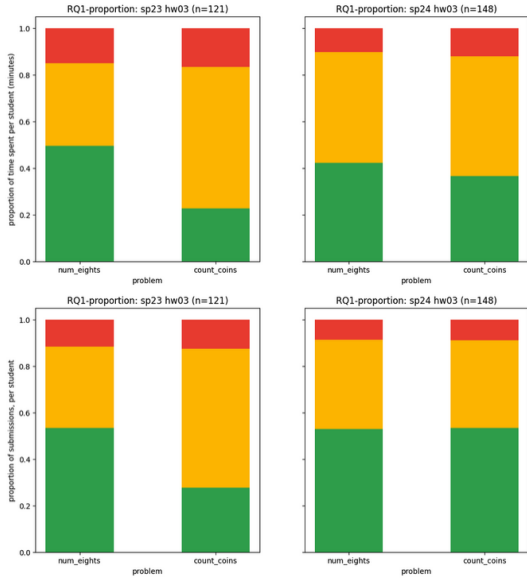 RQ1-proportion: sp23 hw03 (n=121)
RQ1-proportion: sp24 hw03 (n=148)
proportion of time spent per student (minutes)
1.0
0.8
0.6
0.4
0.2
0.0
num_eights
count_coins
problem
num_eights
count_coins
problem
RQ1-proportion: sp23 hw03 (n=121)
RQ1-proportion: sp24 hw03 (n=148)
proportion of submissions, per student
1.0
0.8
0.6
0.4
0.2
0.0
num_eights
count_coins
problem
num_eights
count_coins
problem